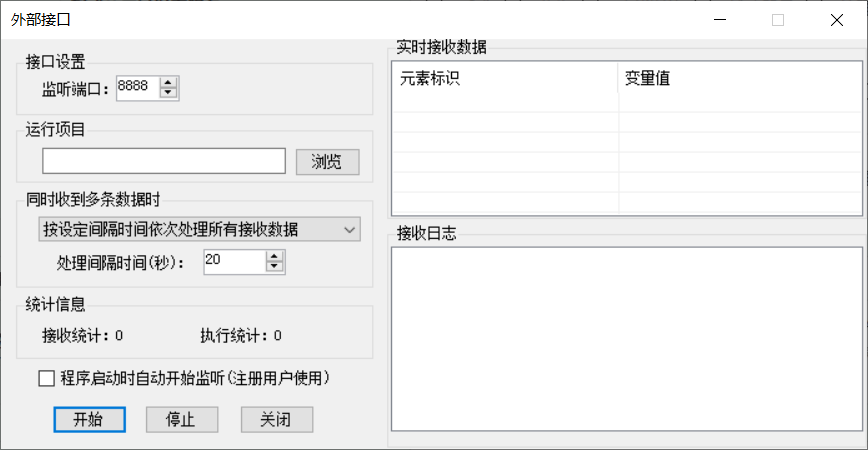 外部接口
接口设置
监听端口：8888
运行项目
浏览
同时收到多条数据时
按设定间隔时间依次处理所有接收数据
处理间隔时间(秒)：20
统计信息
接收统计：0 执行统计：0
程序启动时自动开始监听(注册用户使用)
开始 停止 关闭
实时接收数据
元素标识 变量值
接收日志